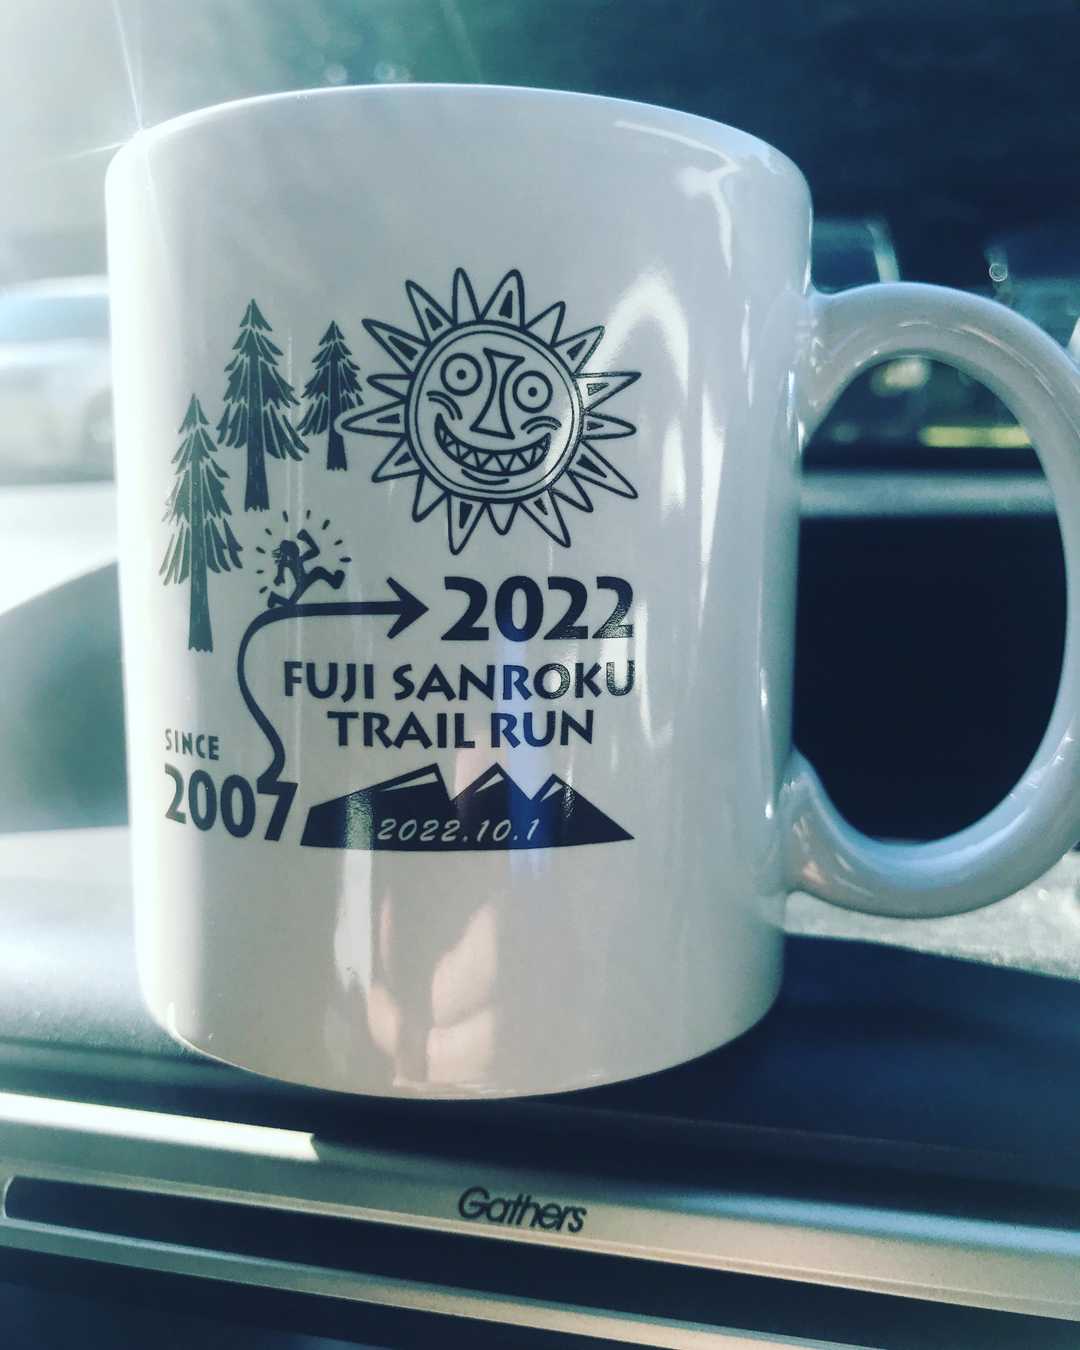 2022
FUJI SANROKU
TRAIL RUN
SINCE
2007
2022.10.1
Gathers